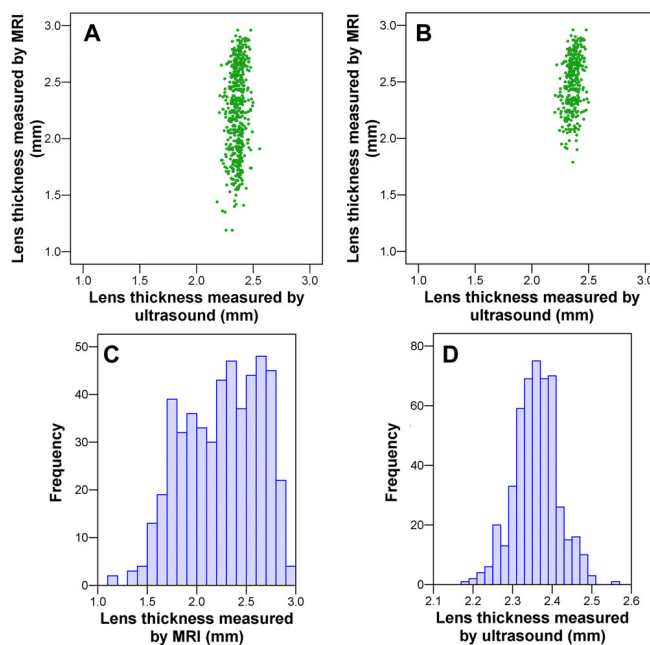 A
Lens thickness measured by MRI
(mm)
3.0
2.5
2.0
1.5
1.0
1.0 1.5 2.0 2.5 3.0
Lens thickness measured by
ultrasound (mm)
B
Lens thickness measured by MRI
(mm)
3.0
2.5
2.0
1.5
1.0
1.0 1.5 2.0 2.5 3.0
Lens thickness measured by
ultrasound (mm)
C
Frequency
50
40
30
20
10
0
1.0 1.5 2.0 2.5 3.0
Lens thickness measured
by MRI (mm)
D
Frequency
80
60
40
20
0
2.1 2.2 2.3 2.4 2.5 2.6
Lens thickness measured
by ultrasound (mm)